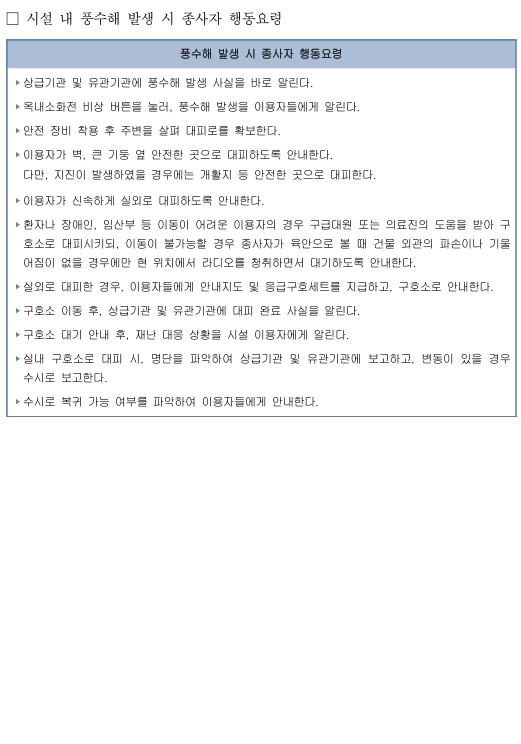 □ 시설 내 풍수해 발생 시 종사자 행동요령
풍수해 발생 시 종사자 행동요령
▸상급기관 및 유관기관에 풍수해 발생 사실을 바로 알린다.
▸옥내소화전 비상 버튼을 눌러, 풍수해 발생을 이용자들에게 알린다.
▸안전 장비 착용 후 주변을 살펴 대피로를 확보한다.
▸이용자가 벽, 큰 기둥 옆 안전한 곳으로 대피하도록 안내한다.
다만, 지진이 발생하였을 경우에는 개활지 등 안전한 곳으로 대피한다.
▸이용자가 신속하게 실외로 대피하도록 안내한다.
▸환자나 장애인, 임산부 등 이동이 어려운 이용자의 경우 구급대원 또는 의료진의 도움을 받아 구
호소로 대피시키되, 이동이 불가능할 경우 종사자가 육안으로 볼 때 건물 외관의 파손이나 기울
어짐이 없을 경우에만 현 위치에서 라디오를 청취하면서 대기하도록 안내한다.
▸실외로 대피한 경우, 이용자들에게 안내지도 및 응급구호세트를 지급하고, 구호소로 안내한다.
▸구호소 이동 후, 상급기관 및 유관기관에 대피 완료 사실을 알린다.
▸구호소 대기 안내 후, 재난 대응 상황을 시설 이용자에게 알린다.
▸실내 구호소로 대피 시, 명단을 파악하여 상급기관 및 유관기관에 보고하고, 변동이 있을 경우
수시로 보고한다.
▸수시로 복귀 가능 여부를 파악하여 이용자들에게 안내한다.